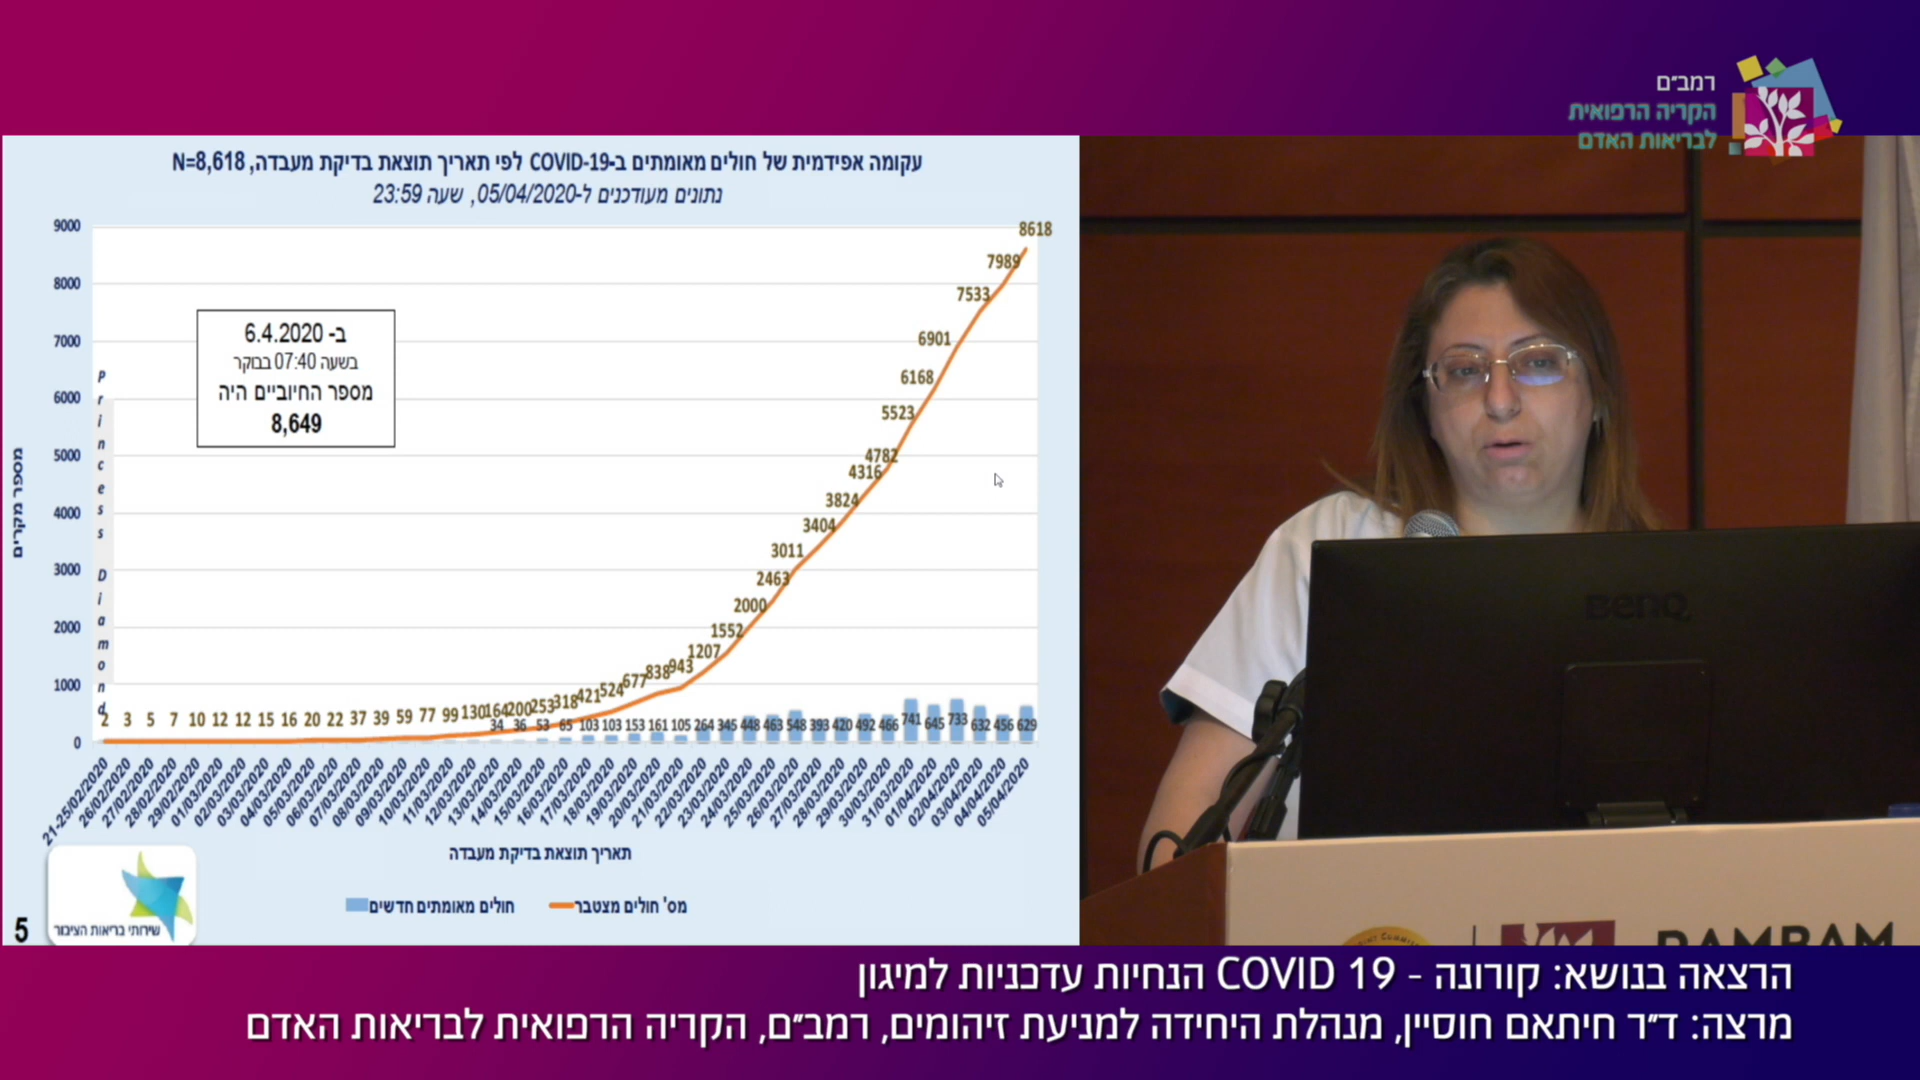 רמב״ם
הקריה הרפואית
לבריאות האדם
עקומה אפידמית של חולים מאומתים ב-COVID-19 לפי תאריך תוצאת בדיקת מעבדה, N=8,618
נתונים מעודכנים ל-05/04/2020, שעה 23:59
9000
8000
7000
6000
5000
4000
3000
2000
1000
0
מספר מקרים
Princess Diamond
ב- 6.4.2020
בשעה 07:40 בבוקר
מספר החיוביים היה
8,649
2 3 5 7 10 12 12 15 16 20 22 37 39 59 77 99 130 164 200 253 318 421 524 677 838 943 1207 1552 2000 2463 3011 3404 3824 4316 4782 5523 6168 6901 7533 7989 8618
34 36 53 65 103 103 153 161 105 264 345 448 463 548 393 420 492 466 741 645 733 632 456 629
21-25/02/2020 26/02/2020 27/02/2020 28/02/2020 29/02/2020 01/03/2020 02/03/2020 03/03/2020 04/03/2020 05/03/2020 06/03/2020 07/03/2020 08/03/2020 09/03/2020 10/03/2020 11/03/2020 12/03/2020 13/03/2020 14/03/2020 15/03/2020 16/03/2020 17/03/2020 18/03/2020 19/03/2020 20/03/2020 21/03/2020 22/03/2020 23/03/2020 24/03/2020 25/03/2020 26/03/2020 27/03/2020 28/03/2020 29/03/2020 30/03/2020 31/03/2020 01/04/2020 02/04/2020 03/04/2020 04/04/2020 05/04/2020
תאריך תוצאת בדיקת מעבדה
מס' חולים מצטבר
חולים מאומתים חדשים
שירותי בריאות הציבור
5
BenQ
RAMBAM
הרצאה בנושא: קורונה - COVID 19 הנחיות עדכניות למיגון
מרצה: ד״ר חיתאם חוסיין, מנהלת היחידה למניעת זיהומים, רמב״ם, הקריה הרפואית לבריאות האדם